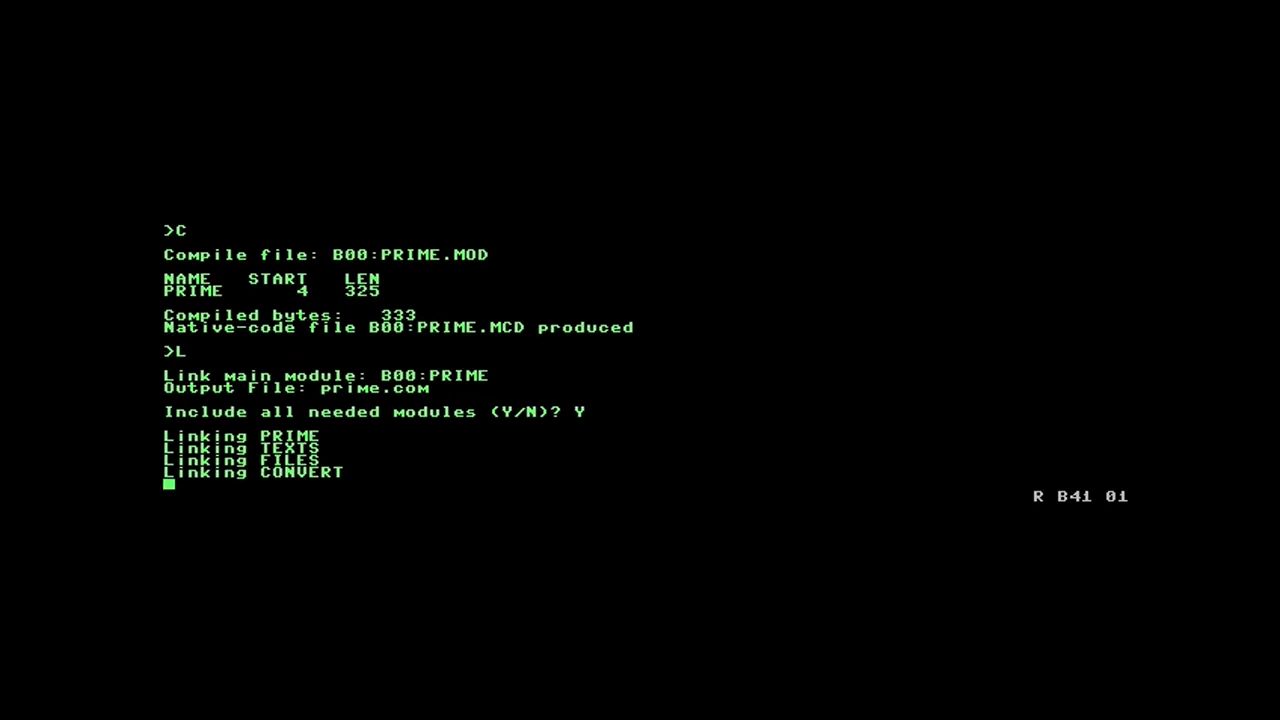 >C
Compile file: B00:PRIME.MOD
NAME   START   LEN
PRIME      4   325
Compiled bytes:   333
Native-code file B00:PRIME.MCD produced
>L
Link main module: B00:PRIME
Output File: prime.com
Include all needed modules (Y/N)? Y
Linking PRIME
Linking TEXTS
Linking FILES
Linking CONVERT
R B41 01